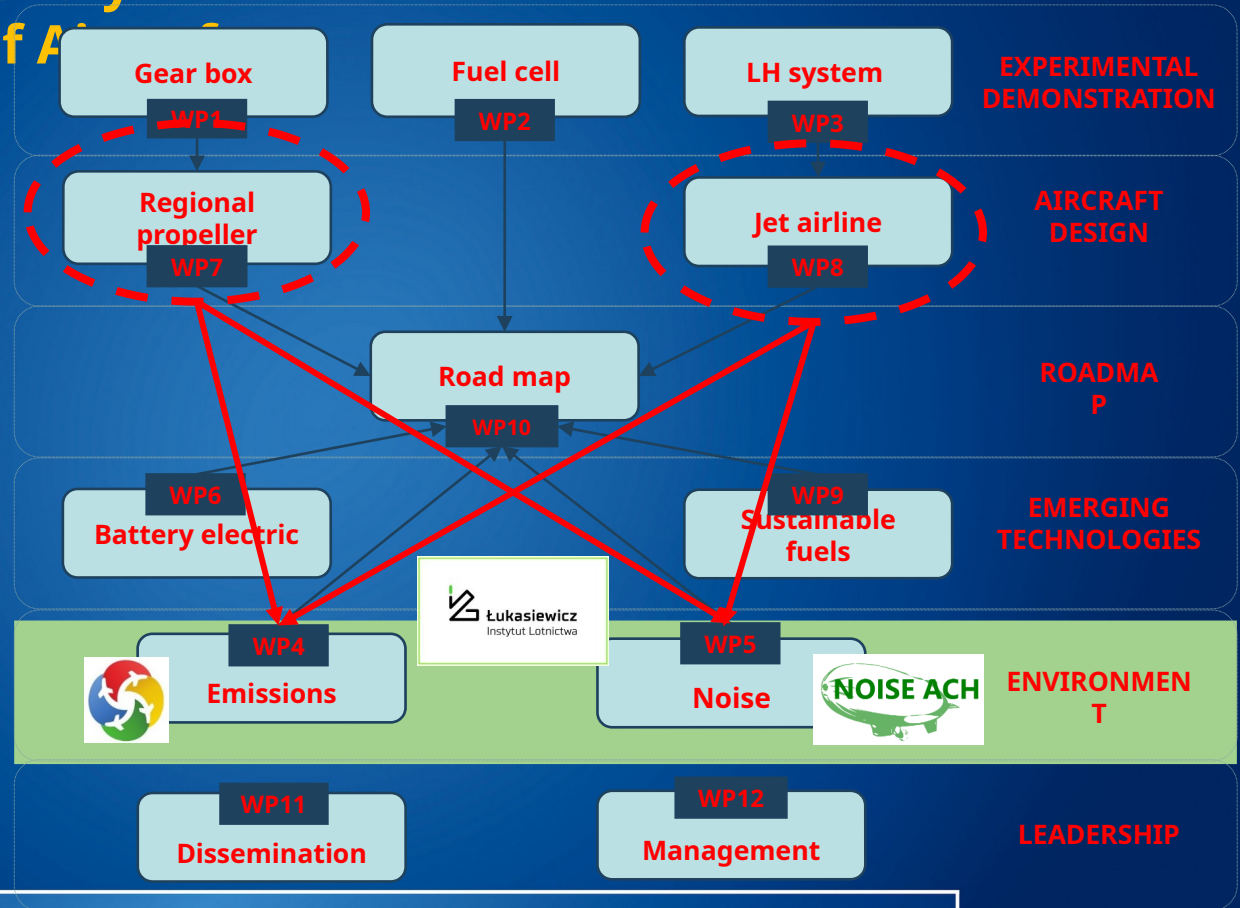 Gear box
WP1
Fuel cell
WP2
LH system
WP3
EXPERIMENTAL
DEMONSTRATION
Regional
propeller
WP7
Jet airline
WP8
AIRCRAFT
DESIGN
Road map
WP10
ROADMA
P
WP6
Battery electric
WP9
Sustainable
fuels
EMERGING
TECHNOLOGIES
Łukasiewicz
Instytut Lotnictwa
WP4
Emissions
WP5
Noise
NOISE ACH
ENVIRONMEN
T
WP11
Dissemination
WP12
Management
LEADERSHIP